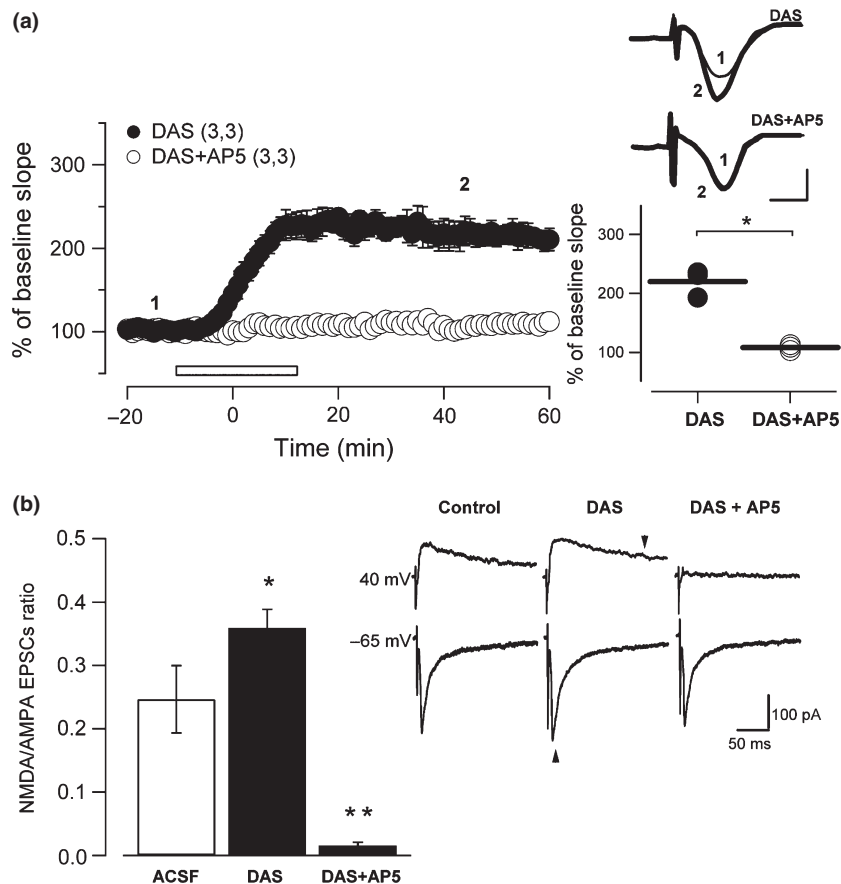 (a)
DAS (3,3)
DAS+AP5 (3,3)
% of baseline slope
300
200
100
1
2
−20
0
20
40
60
Time (min)
DAS
1
2
DAS+AP5
1
2
% of baseline slope
300
200
100
*
DAS
DAS+AP5
(b)
NMDA/AMPA EPSCs ratio
0.5
0.4
0.3
0.2
0.1
0.0
*
**
ACSF
DAS
DAS+AP5
Control
DAS
DAS + AP5
40 mV
−65 mV
100 pA
50 ms